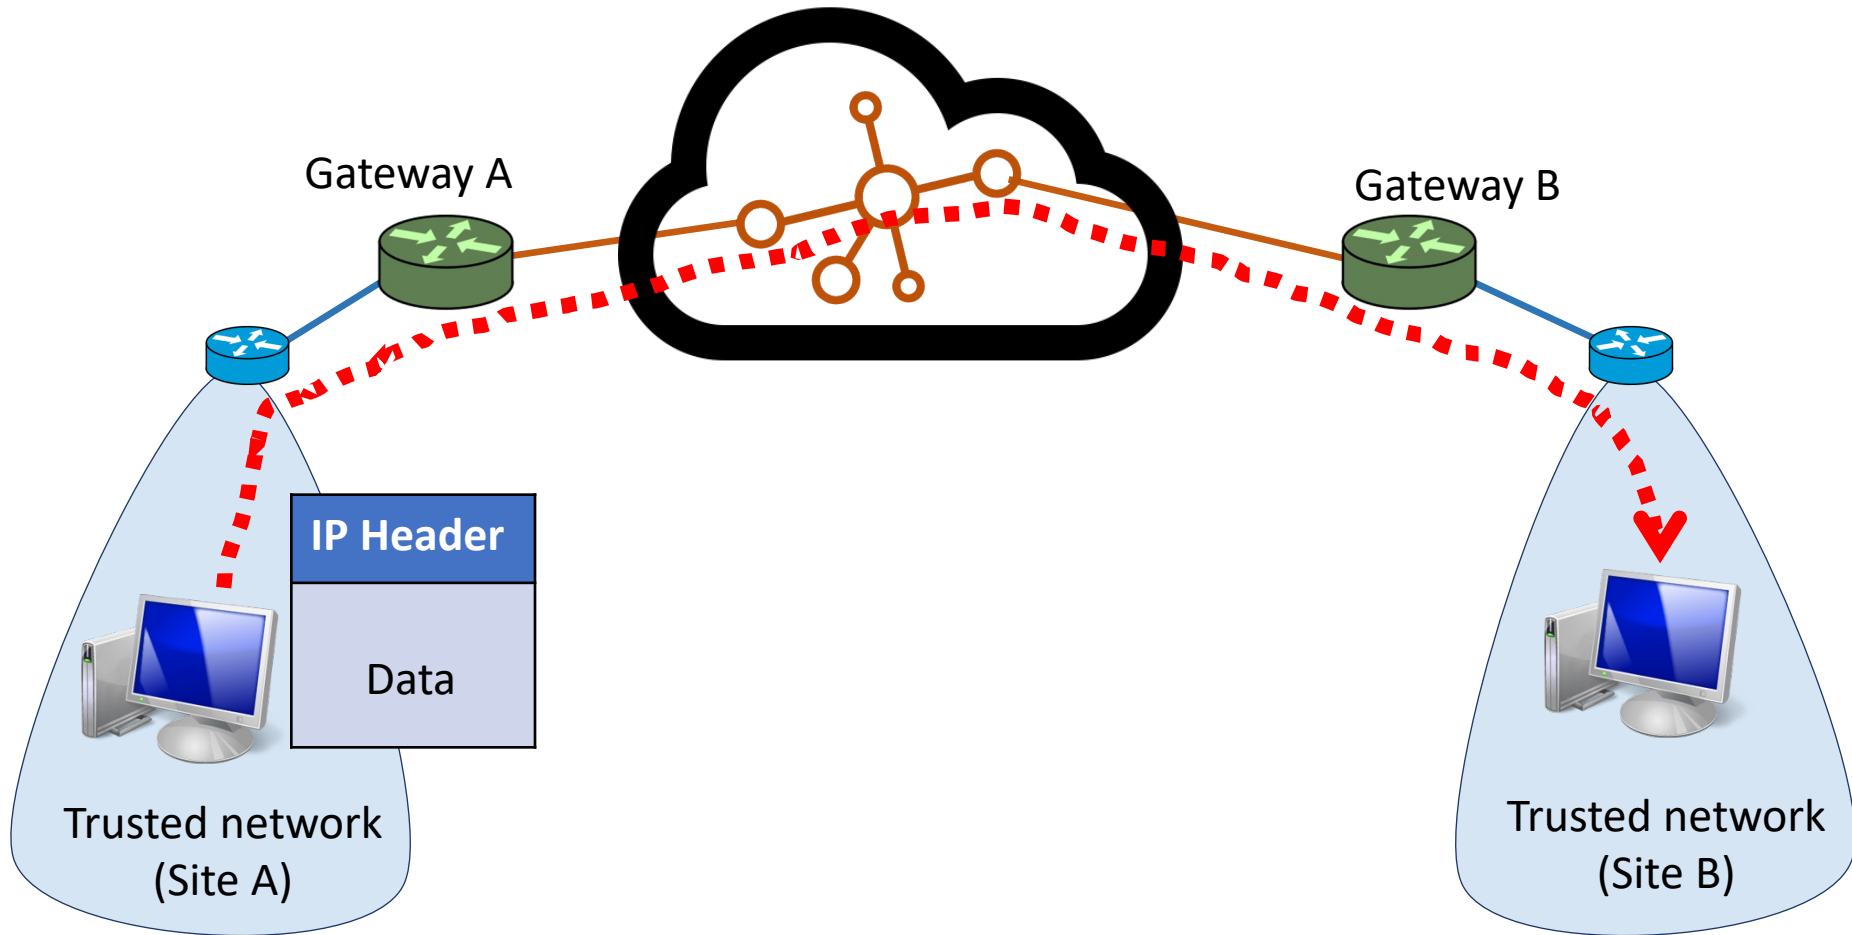 Gateway A
Gateway B
IP Header
Data
Trusted network
(Site A)
Trusted network
(Site B)